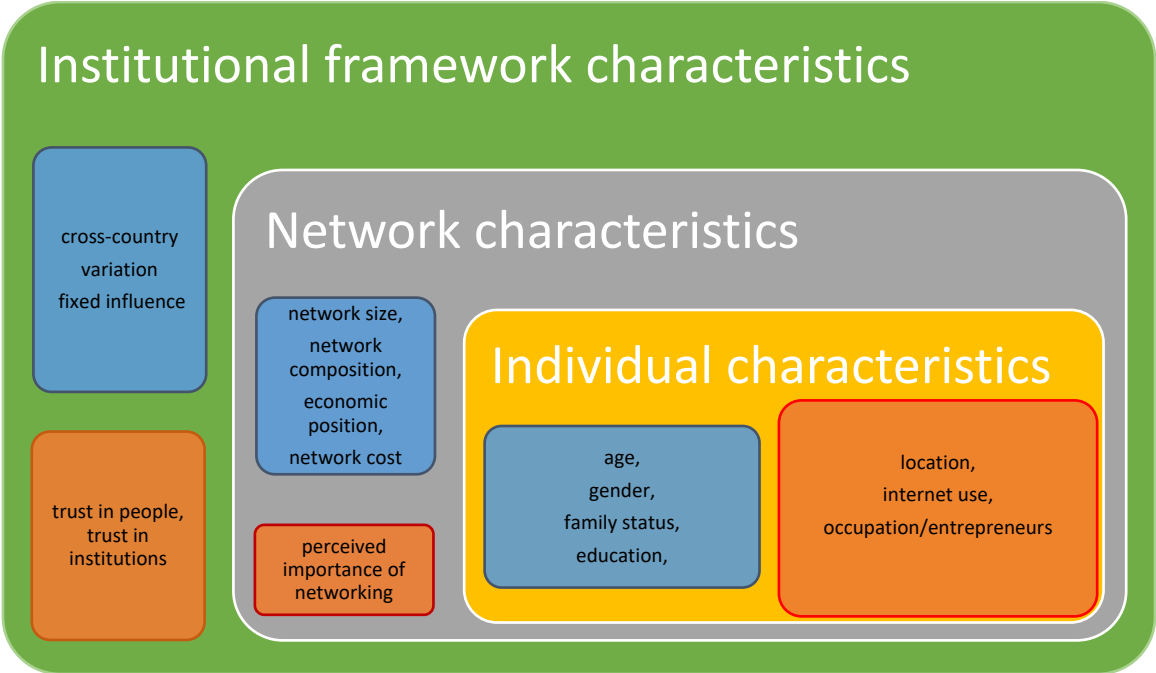 Institutional framework characteristics
cross-country
variation
fixed influence
trust in people,
trust in
institutions
Network characteristics
network size,
network
composition,
economic
position,
network cost
perceived
importance of
networking
Individual characteristics
age,
gender,
family status,
education,
location,
internet use,
occupation/entrepreneurs